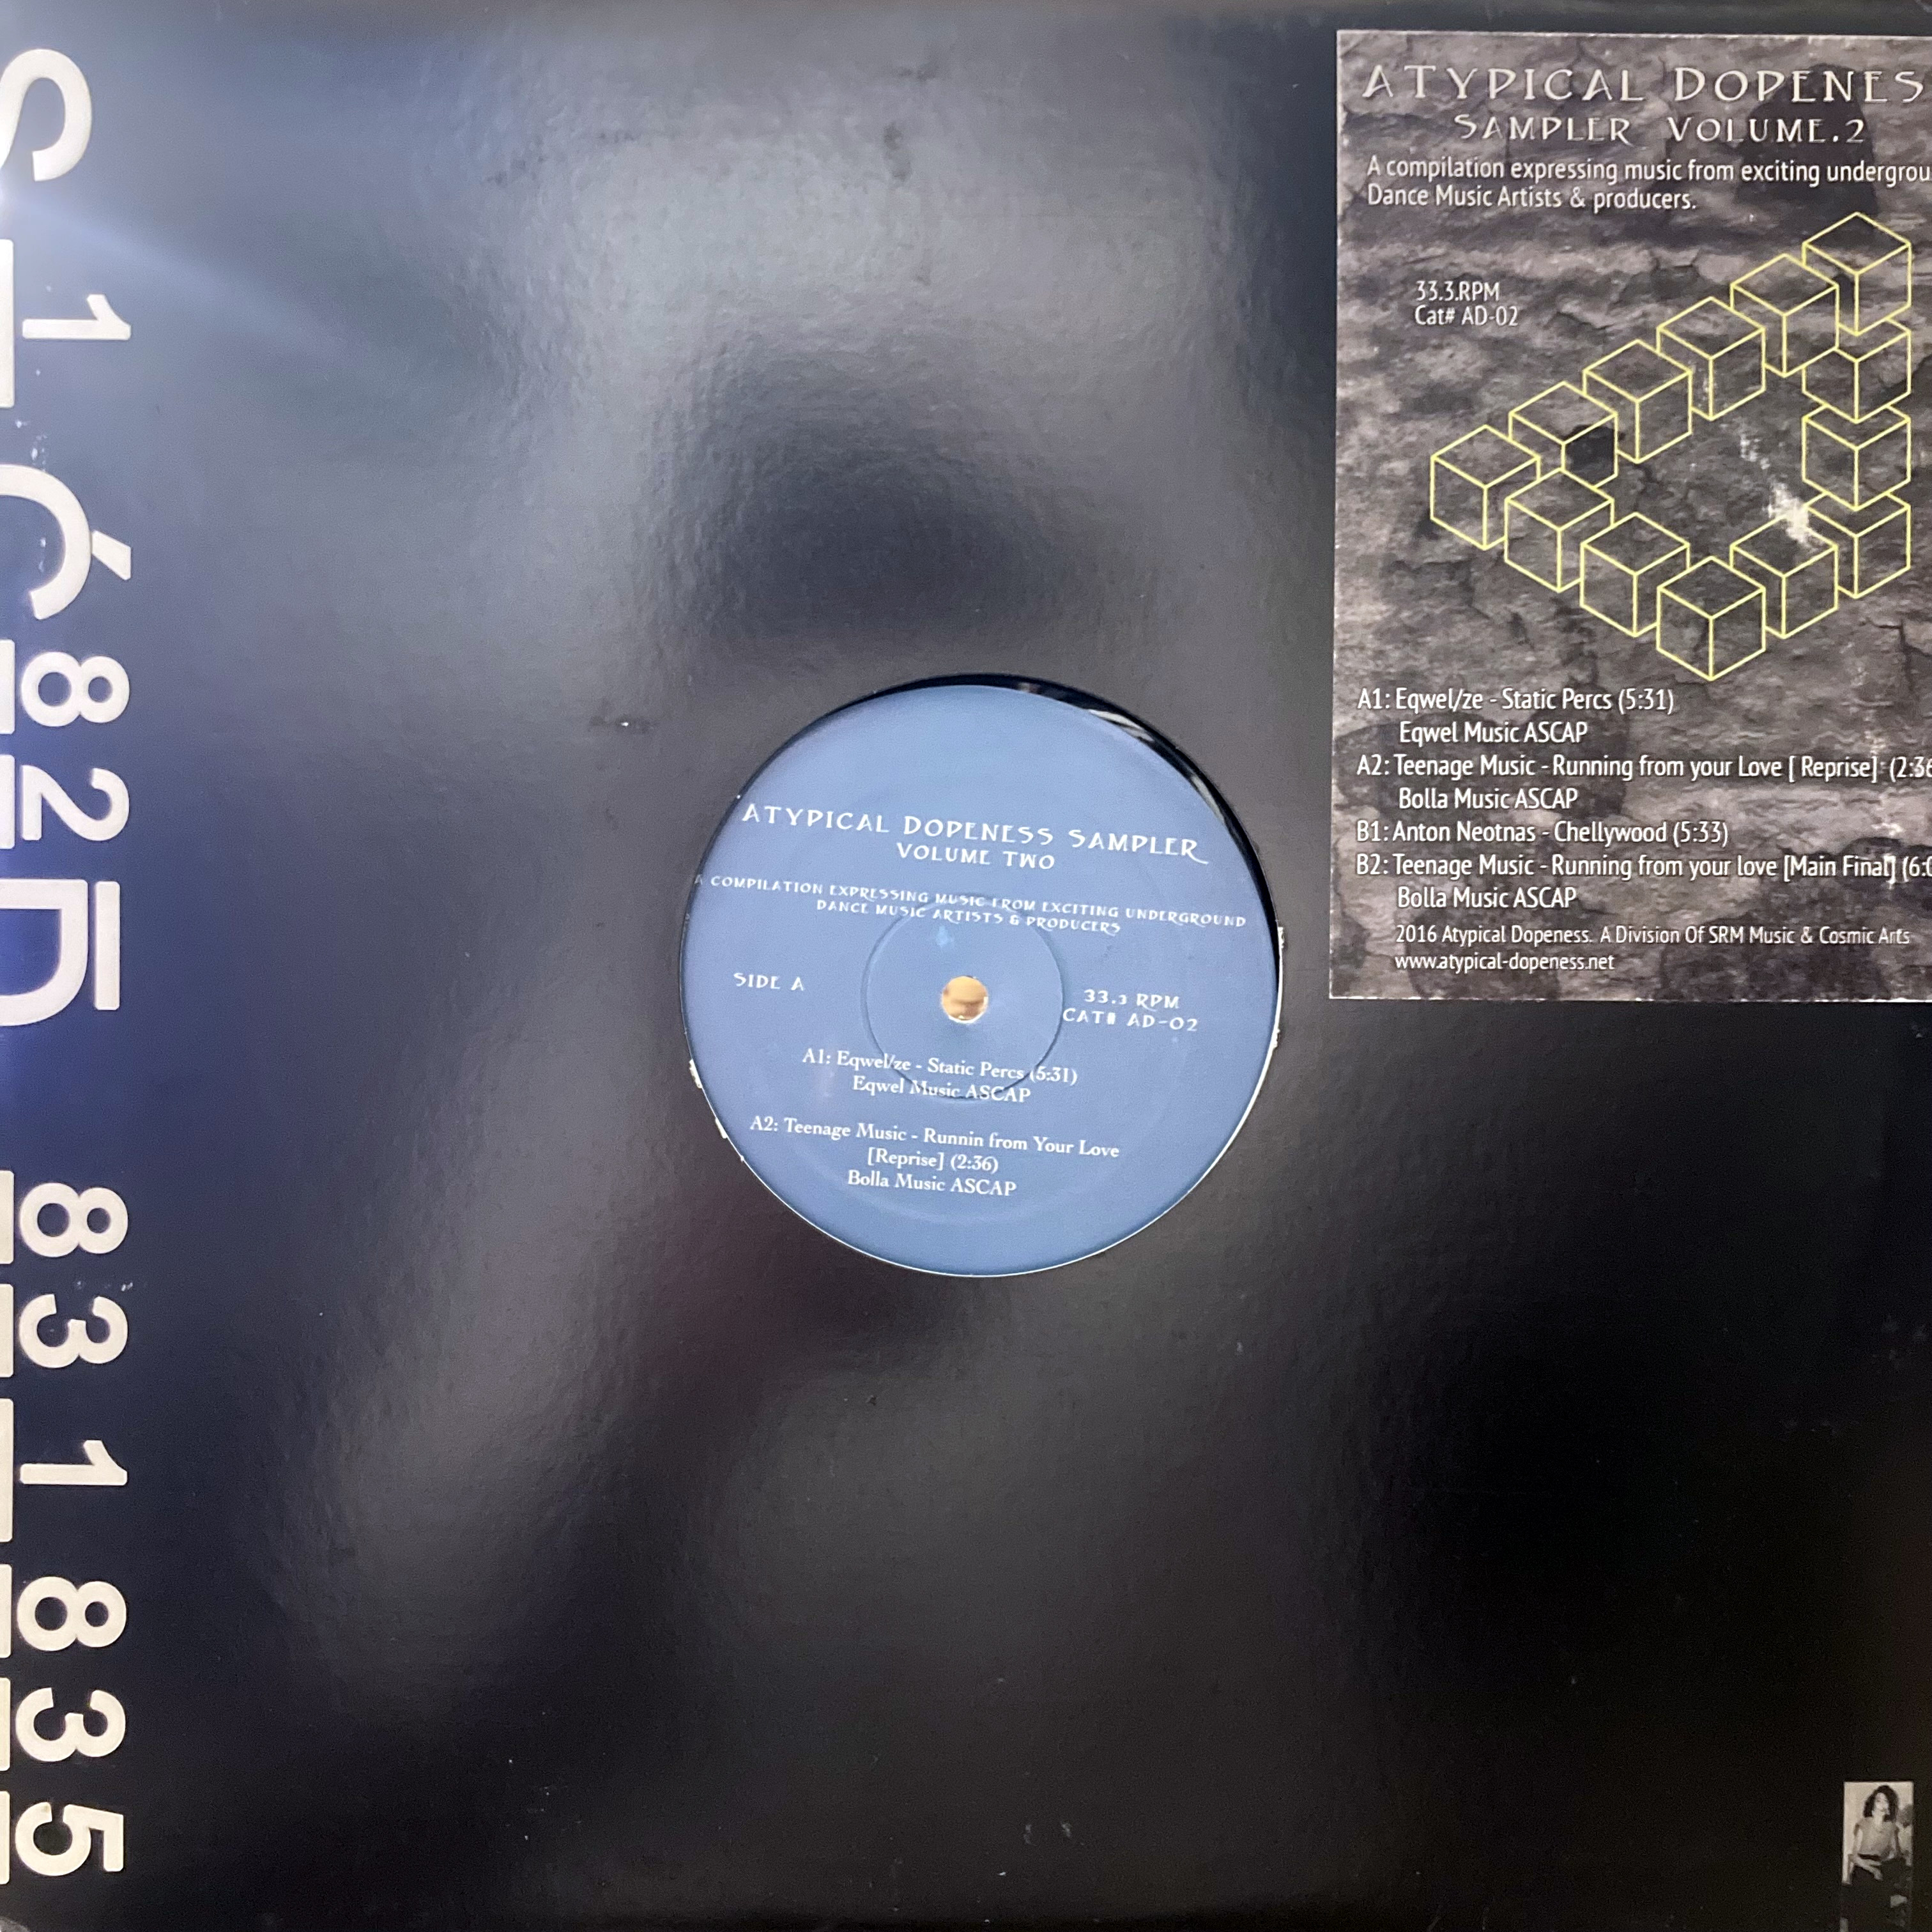 ATYPICAL DOPENES
SAMPLER VOLUME.2
A compilation expressing music from exciting undergrou
Dance Music Artists & producers.
33.3.RPM
Cat# AD-02
A1: Eqwel/ze - Static Percs (5:31)
Eqwel Music ASCAP
A2: Teenage Music - Running from your Love [ Reprise] (2:36
Bolla Music ASCAP
B1: Anton Neotnas - Chellywood (5:33)
B2: Teenage Music - Running from your love [Main Final] (6:0
Bolla Music ASCAP
2016 Atypical Dopeness. A Division Of SRM Music & Cosmic Arts
www.atypical-dopeness.net
ATYPICAL DOPENESS SAMPLER
VOLUME TWO
A COMPILATION EXPRESSING MUSIC FROM EXCITING UNDERGROUND
DANCE MUSIC ARTISTS & PRODUCERS
SIDE A
33.3 RPM
CAT# AD-02
A1: Eqwel/ze - Static Percs (5:31)
Eqwel Music ASCAP
A2: Teenage Music - Runnin from Your Love
[Reprise] (2:36)
Bolla Music ASCAP